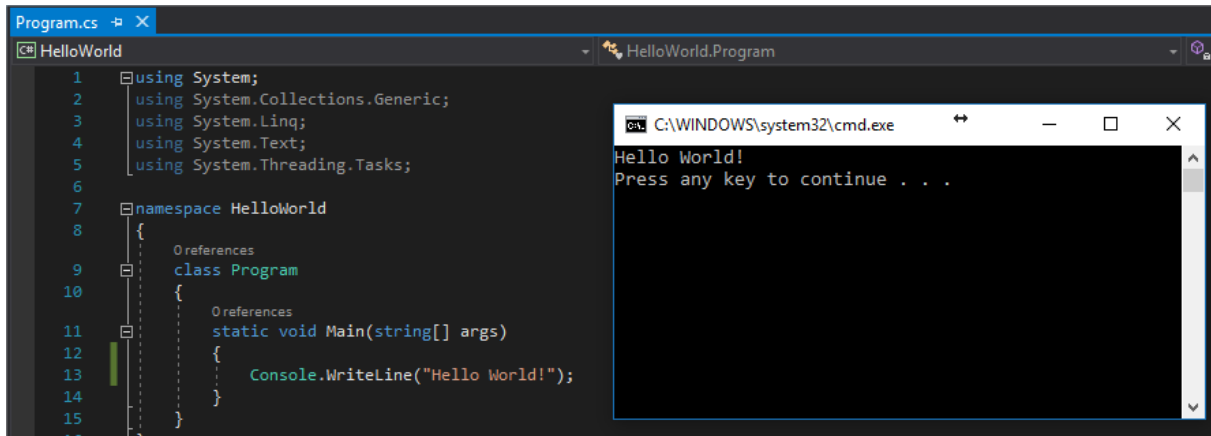 Program.cs
HelloWorld
HelloWorld.Program
1 using System;
2 using System.Collections.Generic;
3 using System.Linq;
4 using System.Text;
5 using System.Threading.Tasks;
6
7 namespace HelloWorld
8 {
0 references
9 class Program
10 {
0 references
11 static void Main(string[] args)
12 {
13 Console.WriteLine("Hello World!");
14 }
15 }
C:\WINDOWS\system32\cmd.exe
Hello World!
Press any key to continue . . .